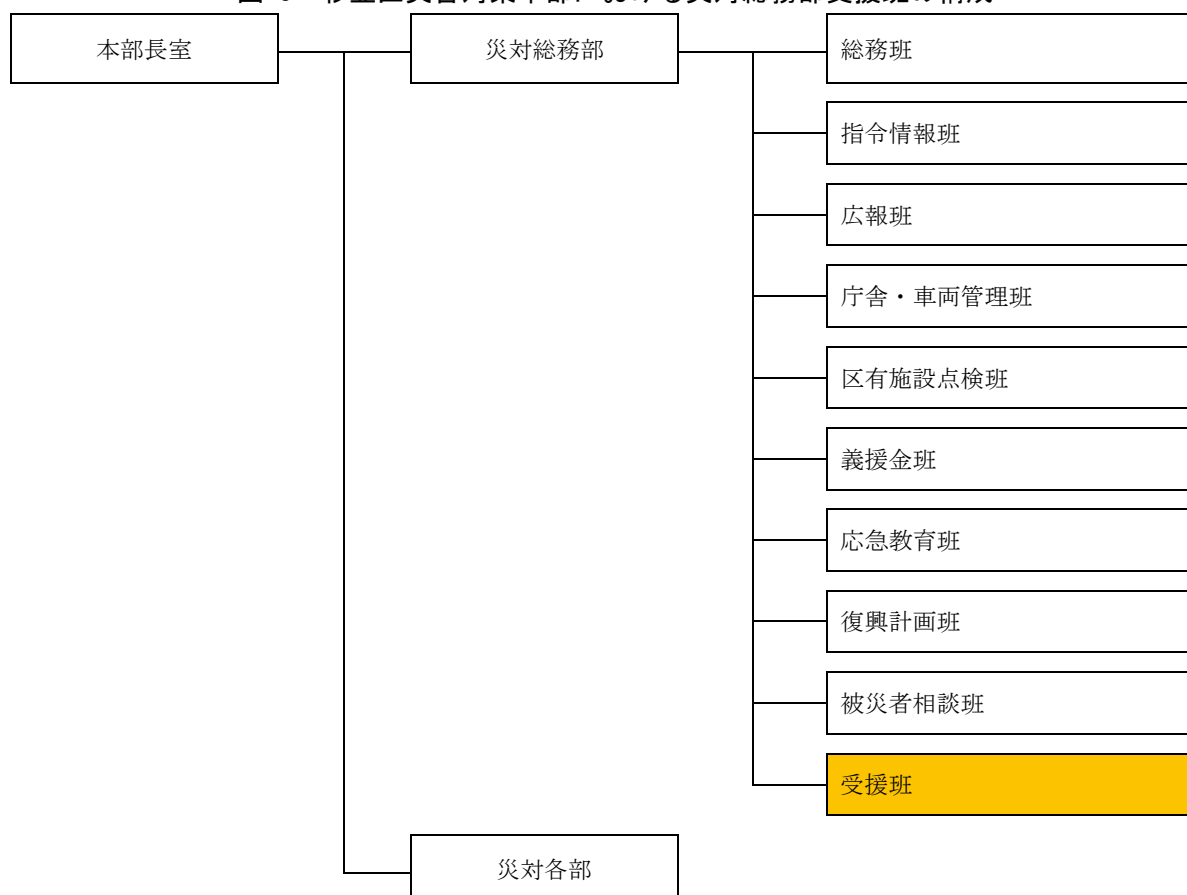 本部長室
災対総務部
総務班
指令情報班
広報班
庁舎・車両管理班
区有施設点検班
義援金班
応急教育班
復興計画班
被災者相談班
受援班
災対各部